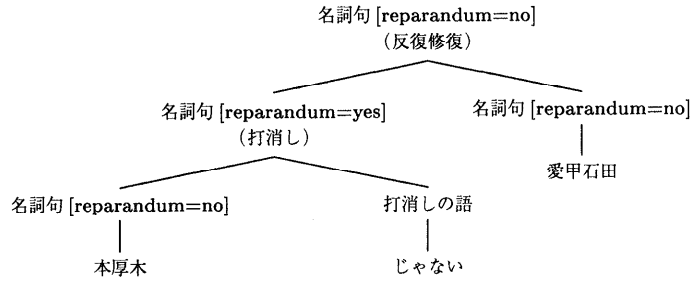 名詞句 [reparandum=no]
(反復修復)
名詞句 [reparandum=yes]
(打消し)
名詞句 [reparandum=no]
愛甲石田
名詞句 [reparandum=no]
打消しの語
本厚木
じゃない